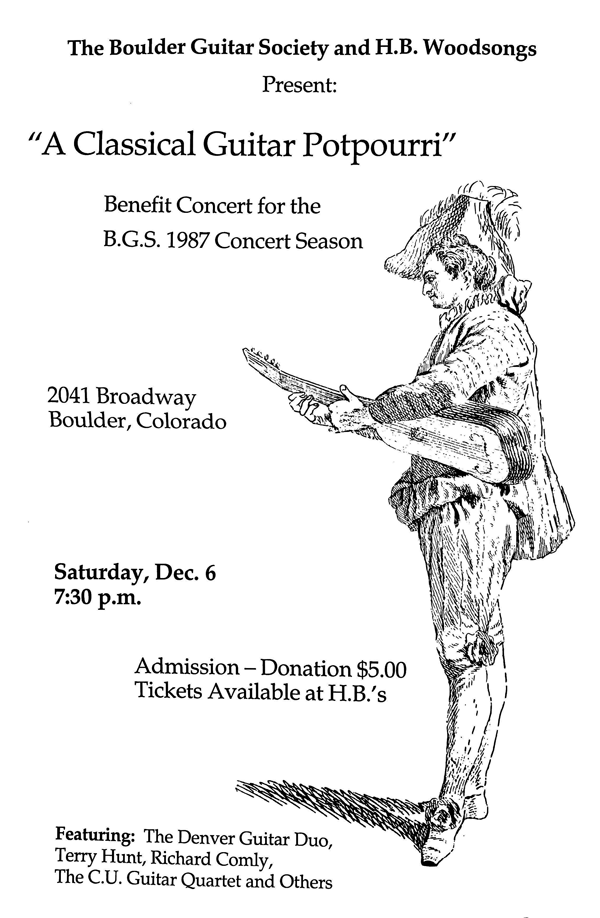 The Boulder Guitar Society and H.B. Woodsongs
Present:
"A Classical Guitar Potpourri"
Benefit Concert for the
B.G.S. 1987 Concert Season
2041 Broadway
Boulder, Colorado
Saturday, Dec. 6
7:30 p.m.
Admission – Donation $5.00
Tickets Available at H.B.'s
Featuring: The Denver Guitar Duo,
Terry Hunt, Richard Comly,
The C.U. Guitar Quartet and Others